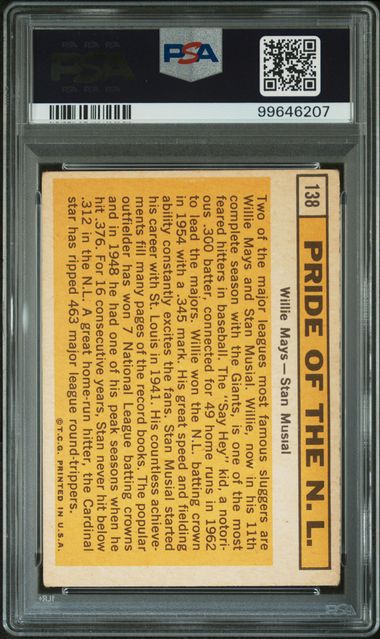 PSA
PSA
99646207
138
PRIDE OF THE N. L.
Willie Mays — Stan Musial
Two of the major leagues most famous sluggers are
Willie Mays and Stan Musial. Willie, now in his 11th
complete season with the Giants, is one of the most
feared hitters in baseball. The "Say Hey" kid, a notori-
ous .300 batter, connected for 49 home runs in 1962
to lead the majors. Willie won the N.L. batting crown
in 1954 with a .345 mark. His great speed and fielding
ability constantly excites the fans. Stan Musial started
his career with St. Louis in 1941. His countless achieve-
ments fill many pages of the record books. The popular
outfielder has won 7 National League batting crowns
and in 1948 he had one of his peak seasons when he
hit .376. For 16 consecutive years, Stan never hit below
.312 in the N.L. A great home-run hitter, the Cardinal
star has ripped 463 major league round-trippers.
© T.C.G. PRINTED IN U.S.A.